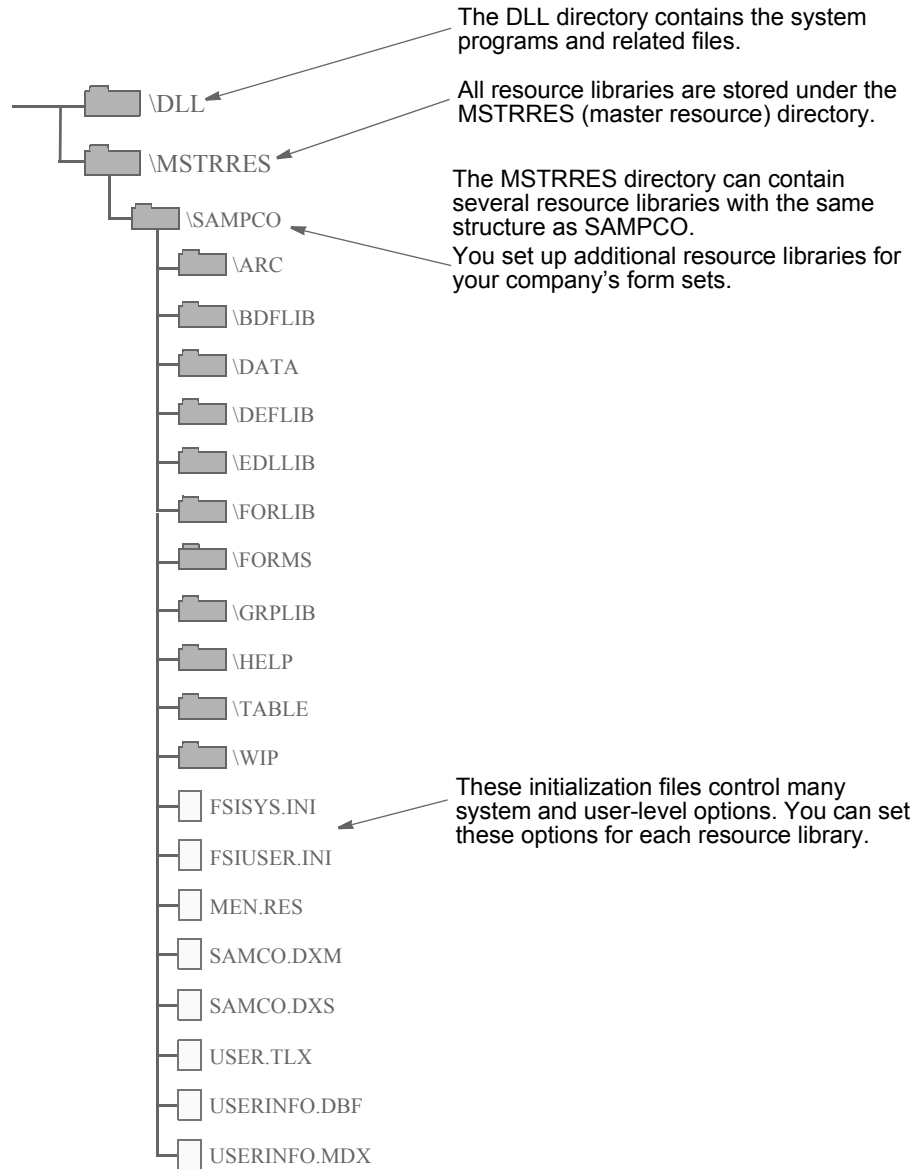 The DLL directory contains the system
programs and related files.
\DLL
All resource libraries are stored under the
MSTRRES (master resource) directory.
\MSTRRES
The MSTRRES directory can contain
several resource libraries with the same
structure as SAMPCO.
\SAMPCO
You set up additional resource libraries for
your company’s form sets.
\ARC
\BDFLIB
\DATA
\DEFLIB
\EDLLIB
\FORLIB
\FORMS
\GRPLIB
\HELP
\TABLE
\WIP
These initialization files control many
system and user-level options. You can set
these options for each resource library.
FSISYS.INI
FSIUSER.INI
MEN.RES
SAMCO.DXM
SAMCO.DXS
USER.TLX
USERINFO.DBF
USERINFO.MDX